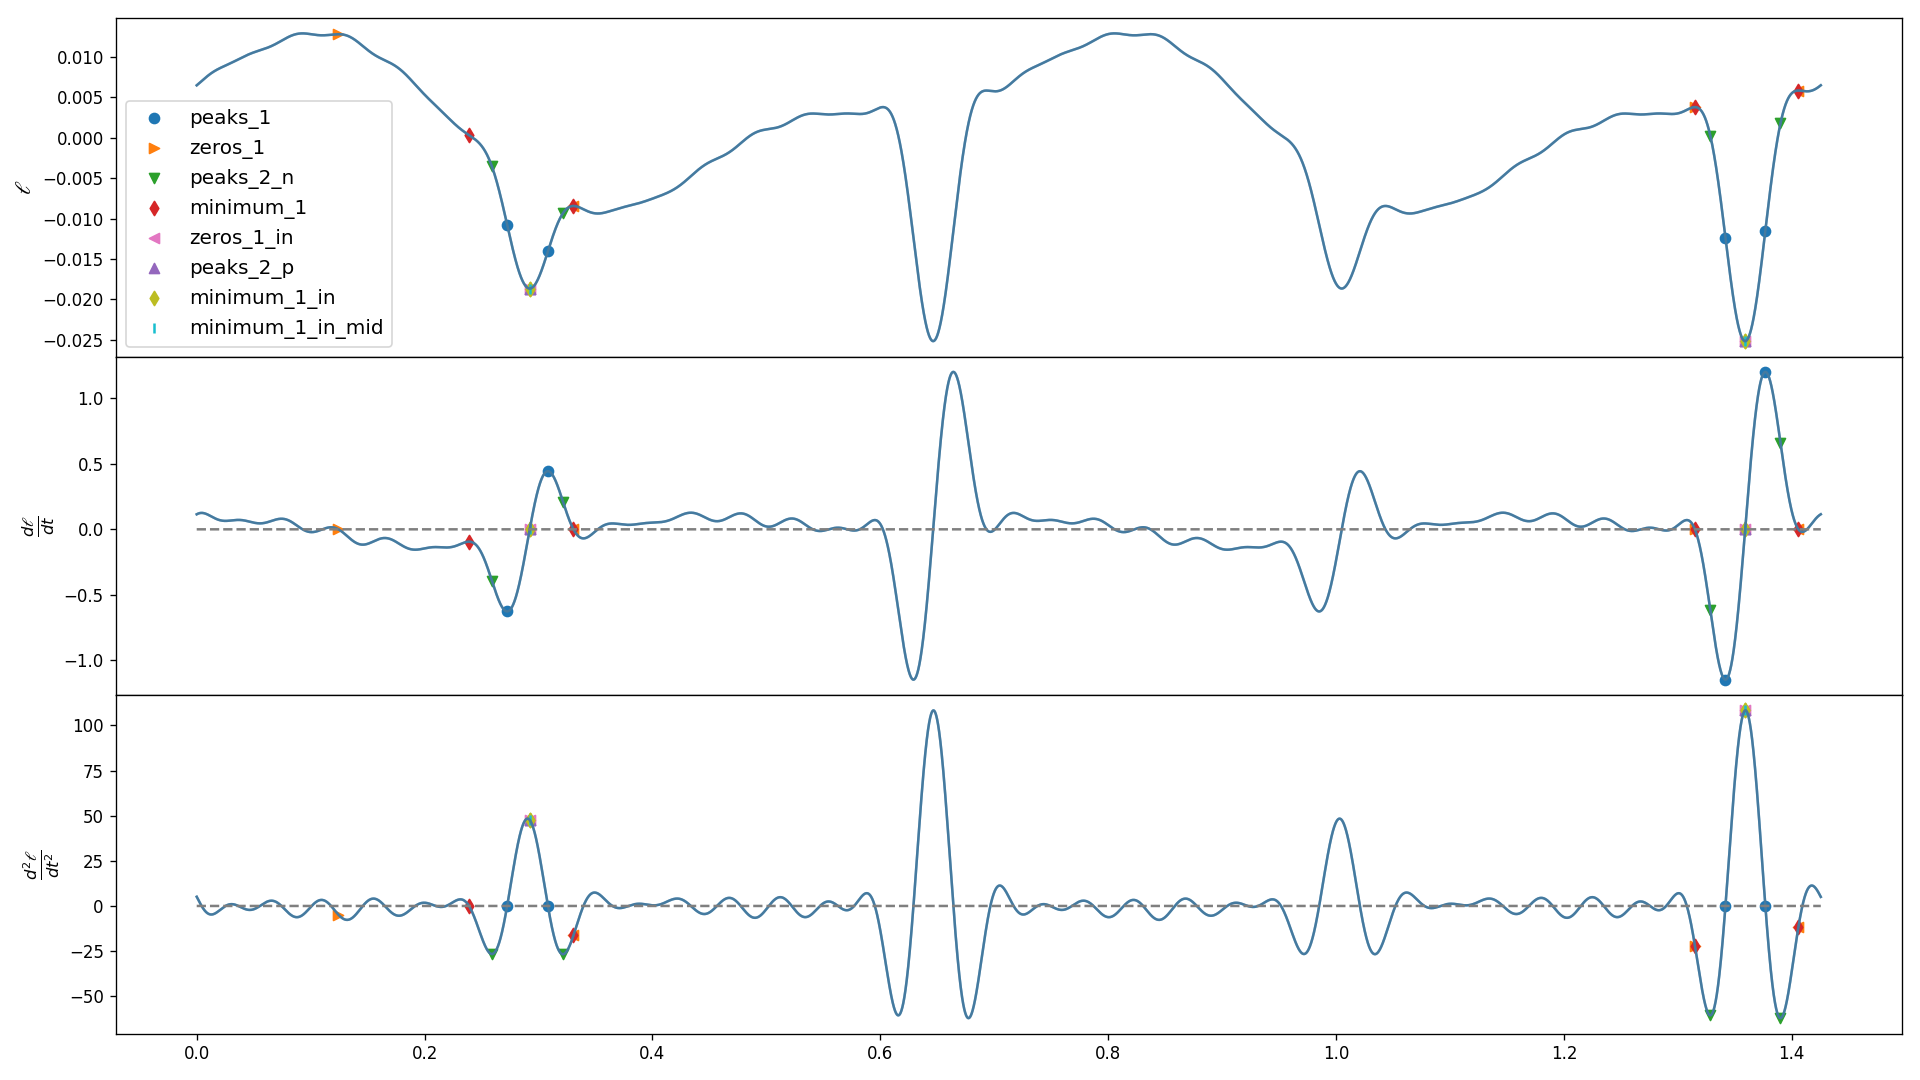 0.010
0.005
0.000
−0.005
−0.010
−0.015
−0.020
−0.025
ℓ
peaks_1
zeros_1
peaks_2_n
minimum_1
zeros_1_in
peaks_2_p
minimum_1_in
minimum_1_in_mid
1.0
0.5
0.0
−0.5
−1.0
dℓ
dt
100
75
50
25
0
−25
−50
d²ℓ
dt²
0.0 0.2 0.4 0.6 0.8 1.0 1.2 1.4